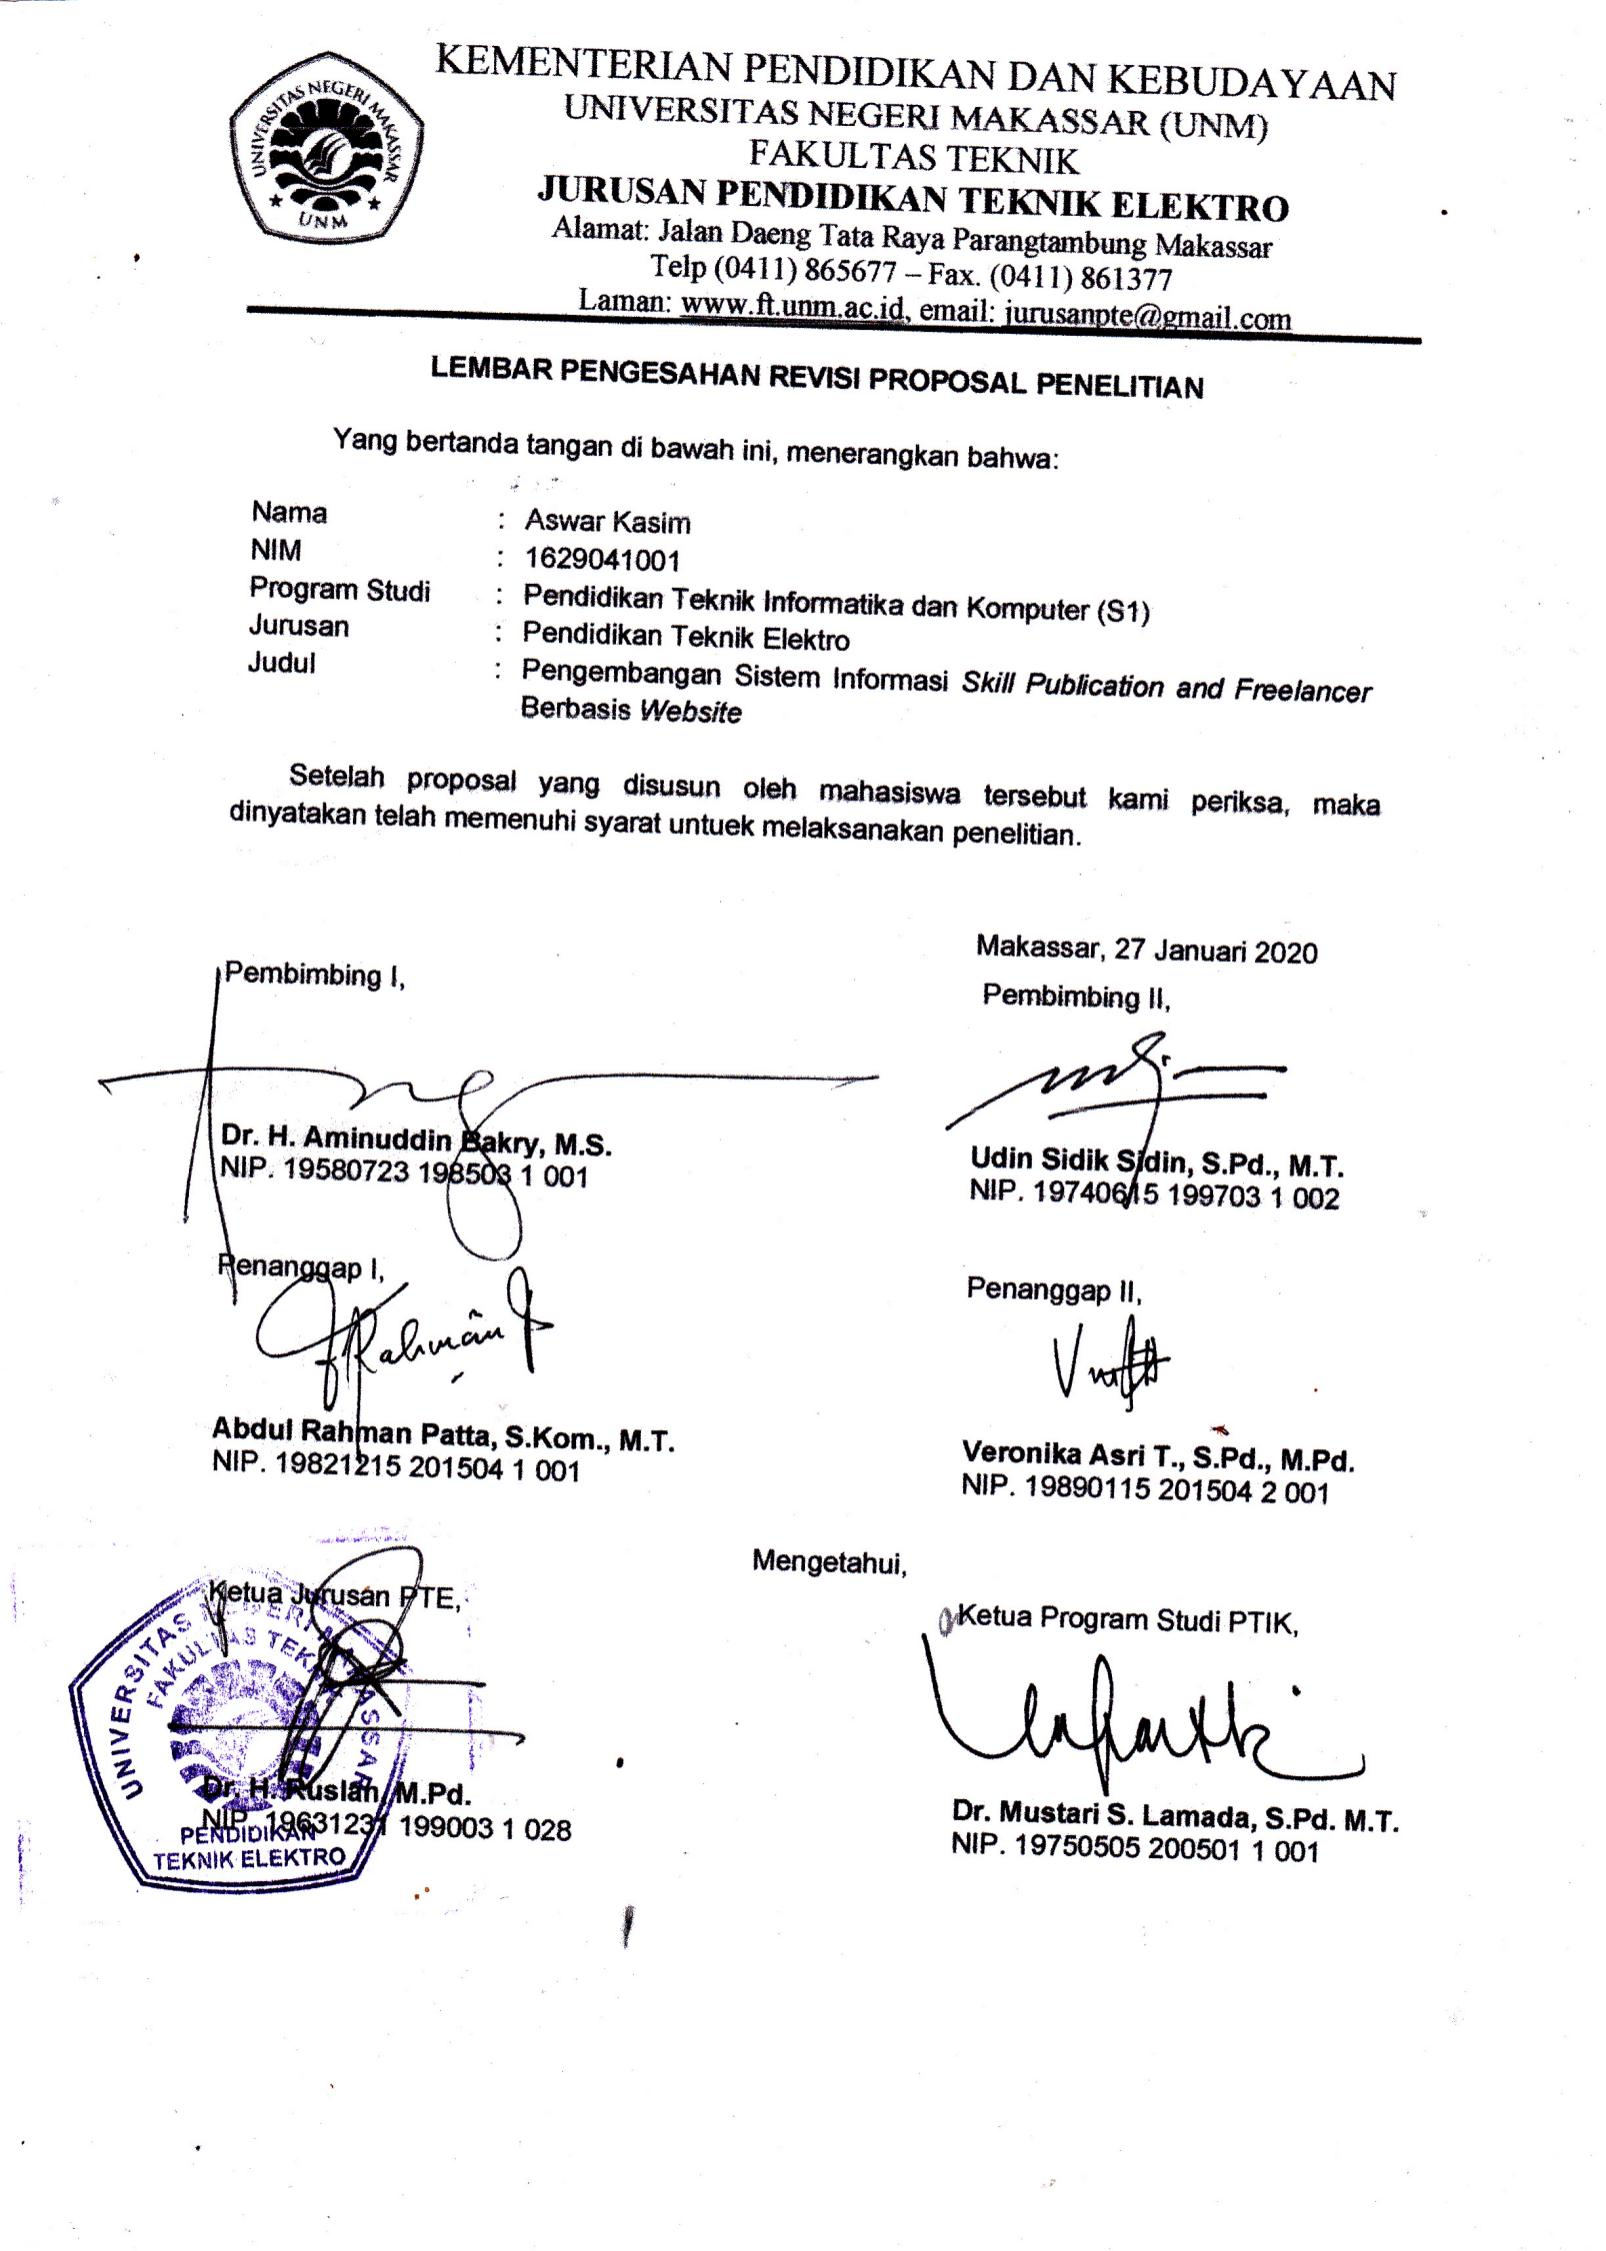 UNIVERSITAS NEGERI MAKASSAR
UNM
KEMENTERIAN PENDIDIKAN DAN KEBUDAYAAN
UNIVERSITAS NEGERI MAKASSAR (UNM)
FAKULTAS TEKNIK
JURUSAN PENDIDIKAN TEKNIK ELEKTRO
Alamat: Jalan Daeng Tata Raya Parangtambung Makassar
Telp (0411) 865677 – Fax. (0411) 861377
Laman: www.ft.unm.ac.id, email: jurusanpte@gmail.com
LEMBAR PENGESAHAN REVISI PROPOSAL PENELITIAN
Yang bertanda tangan di bawah ini, menerangkan bahwa:
Nama : Aswar Kasim
NIM : 1629041001
Program Studi : Pendidikan Teknik Informatika dan Komputer (S1)
Jurusan : Pendidikan Teknik Elektro
Judul : Pengembangan Sistem Informasi Skill Publication and Freelancer
Berbasis Website
Setelah proposal yang disusun oleh mahasiswa tersebut kami periksa, maka
dinyatakan telah memenuhi syarat untuek melaksanakan penelitian.
Makassar, 27 Januari 2020
Pembimbing I,
Pembimbing II,
Dr. H. Aminuddin Bakry, M.S.
NIP. 19580723 198503 1 001
Udin Sidik Sidin, S.Pd., M.T.
NIP. 19740615 199703 1 002
Penanggap I,
Penanggap II,
Rahman
Abdul Rahman Patta, S.Kom., M.T.
NIP. 19821215 201504 1 001
Veronika Asri T., S.Pd., M.Pd.
NIP. 19890115 201504 2 001
Mengetahui,
Ketua Jurusan PTE,
Ketua Program Studi PTIK,
UNIVERSITAS NEGERI MAKASSAR
FAKULTAS TEKNIK
Dr. H. Ruslan, M.Pd.
NIP. 19631231 199003 1 028
PENDIDIKAN
TEKNIK ELEKTRO
Dr. Mustari S. Lamada, S.Pd. M.T.
NIP. 19750505 200501 1 001